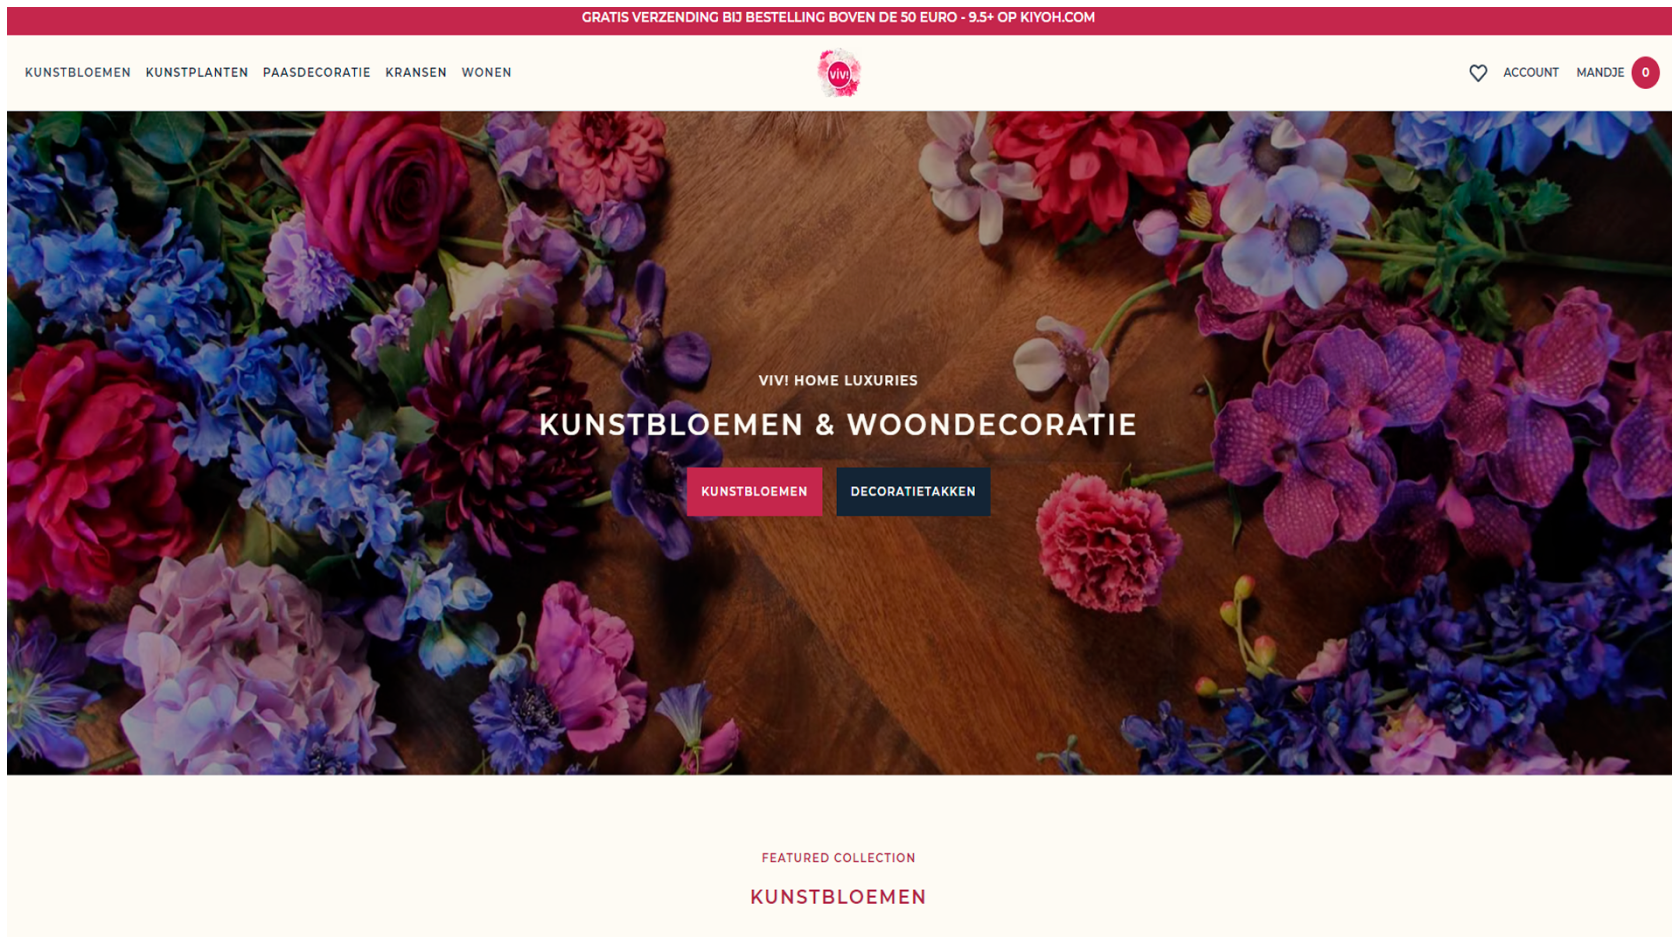 GRATIS VERZENDING BIJ BESTELLING BOVEN DE 50 EURO - 9.5+ OP KIYOH.COM
KUNSTBLOEMEN KUNSTPLANTEN PAASDECORATIE KRANSEN WONEN
viv!
ACCOUNT MANDJE 0
VIV! HOME LUXURIES
KUNSTBLOEMEN & WOONDECORATIE
KUNSTBLOEMEN DECORATIETAKKEN
FEATURED COLLECTION
KUNSTBLOEMEN